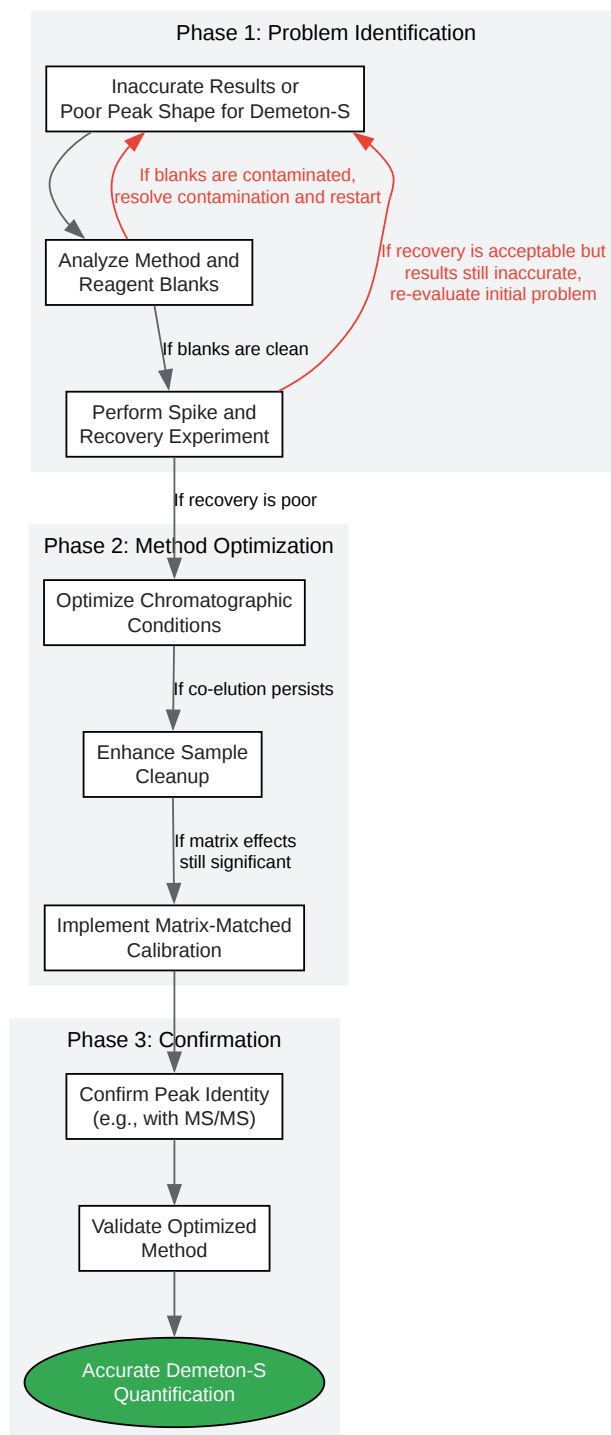 Phase 1: Problem Identification
Inaccurate Results or
Poor Peak Shape for Demeton-S
If blanks are contaminated,
resolve contamination and restart
Analyze Method and
Reagent Blanks
If recovery is acceptable but
results still inaccurate,
re-evaluate initial problem
If blanks are clean
Perform Spike and
Recovery Experiment
If recovery is poor
Phase 2: Method Optimization
Optimize Chromatographic
Conditions
If co-elution persists
Enhance Sample
Cleanup
If matrix effects
still significant
Implement Matrix-Matched
Calibration
Phase 3: Confirmation
Confirm Peak Identity
(e.g., with MS/MS)
Validate Optimized
Method
Accurate Demeton-S
Quantification